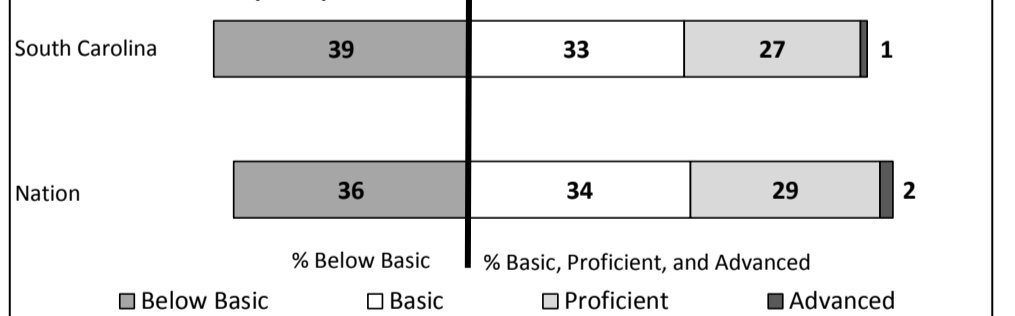 South Carolina 39 33 27 1
Nation 36 34 29 2
% Below Basic % Basic, Proficient, and Advanced
Below Basic Basic Proficient Advanced